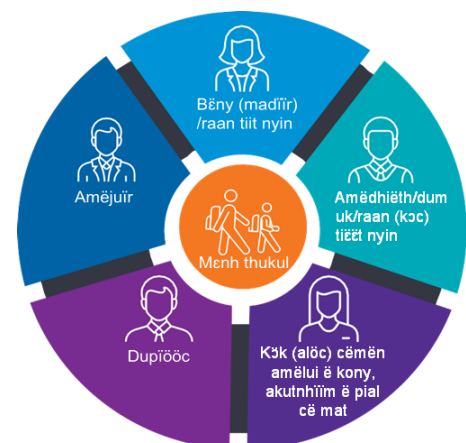 Bɛ̈ny (madïïr)
/raan tiit nyin
Amëdhiëth/dum
uk/raan (kɔc)
tiɛ̈ɛ̈t nyin
Kɔ̈k (alöc) cëmën
amëlui ë kony,
akutnhïïm ë pial
cë mat
Dupïööc
Amëjuïr
Mɛnh thukul